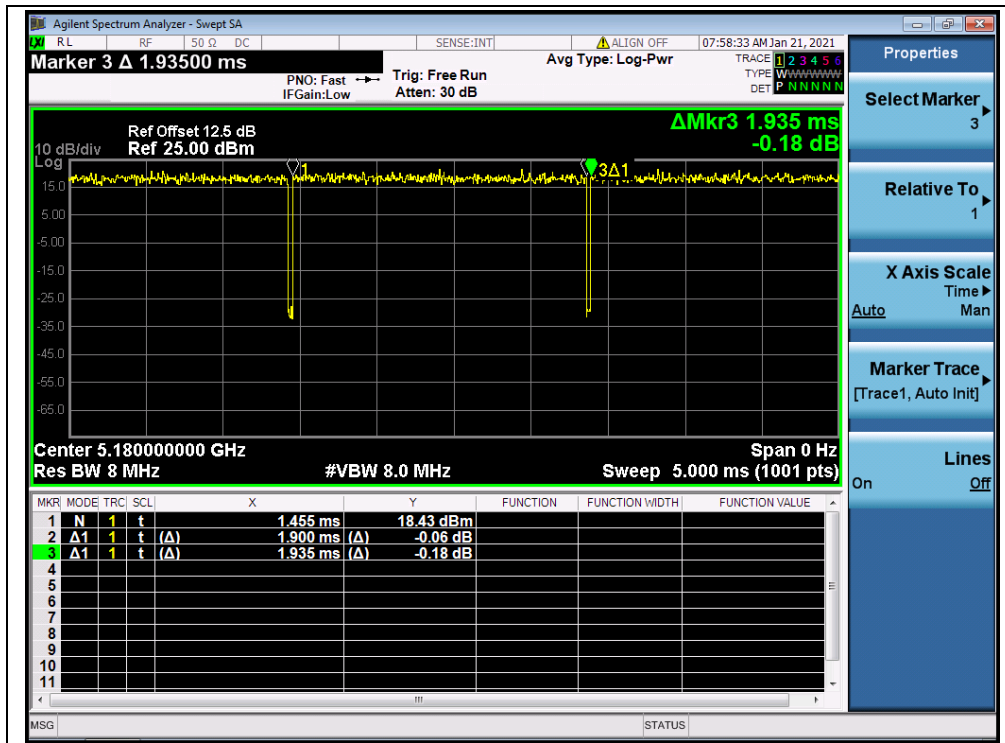 Agilent Spectrum Analyzer - Swept SA
LXI RL RF 50 Ω DC SENSE:INT ALIGN OFF 07:58:33 AM Jan 21, 2021
Marker 3 Δ 1.93500 ms
PNO: Fast
IFGain:Low
Trig: Free Run
Atten: 30 dB
Avg Type: Log-Pwr
TRACE 1 2 3 4 5 6
TYPE WWWWWWW
DET P N N N N N
ΔMkr3 1.935 ms
-0.18 dB
Ref Offset 12.5 dB
10 dB/div Ref 25.00 dBm
Log
1
3Δ1
15.0
5.00
-5.00
-15.0
-25.0
-35.0
-45.0
-55.0
-65.0
Center 5.180000000 GHz Span 0 Hz
Res BW 8 MHz #VBW 8.0 MHz Sweep 5.000 ms (1001 pts)
MKR MODE TRC SCL X Y FUNCTION FUNCTION WIDTH FUNCTION VALUE
1 N 1 t 1.455 ms 18.43 dBm
2 Δ1 1 t (Δ) 1.900 ms (Δ) -0.06 dB
3 Δ1 1 t (Δ) 1.935 ms (Δ) -0.18 dB
4
5
6
7
8
9
10
11
MSG STATUS
Properties
Select Marker
3
Relative To
1
X Axis Scale
Time
Auto Man
Marker Trace
[Trace1, Auto Init]
Lines
On Off